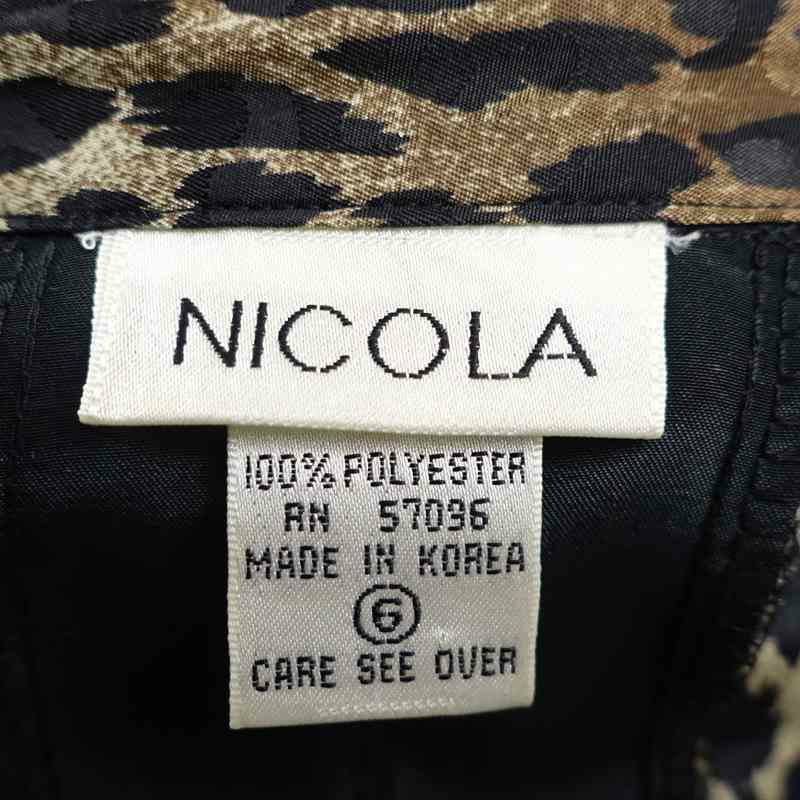 NICOLA
100% POLYESTER
RN 57096
MADE IN KOREA
6
CARE SEE OVER